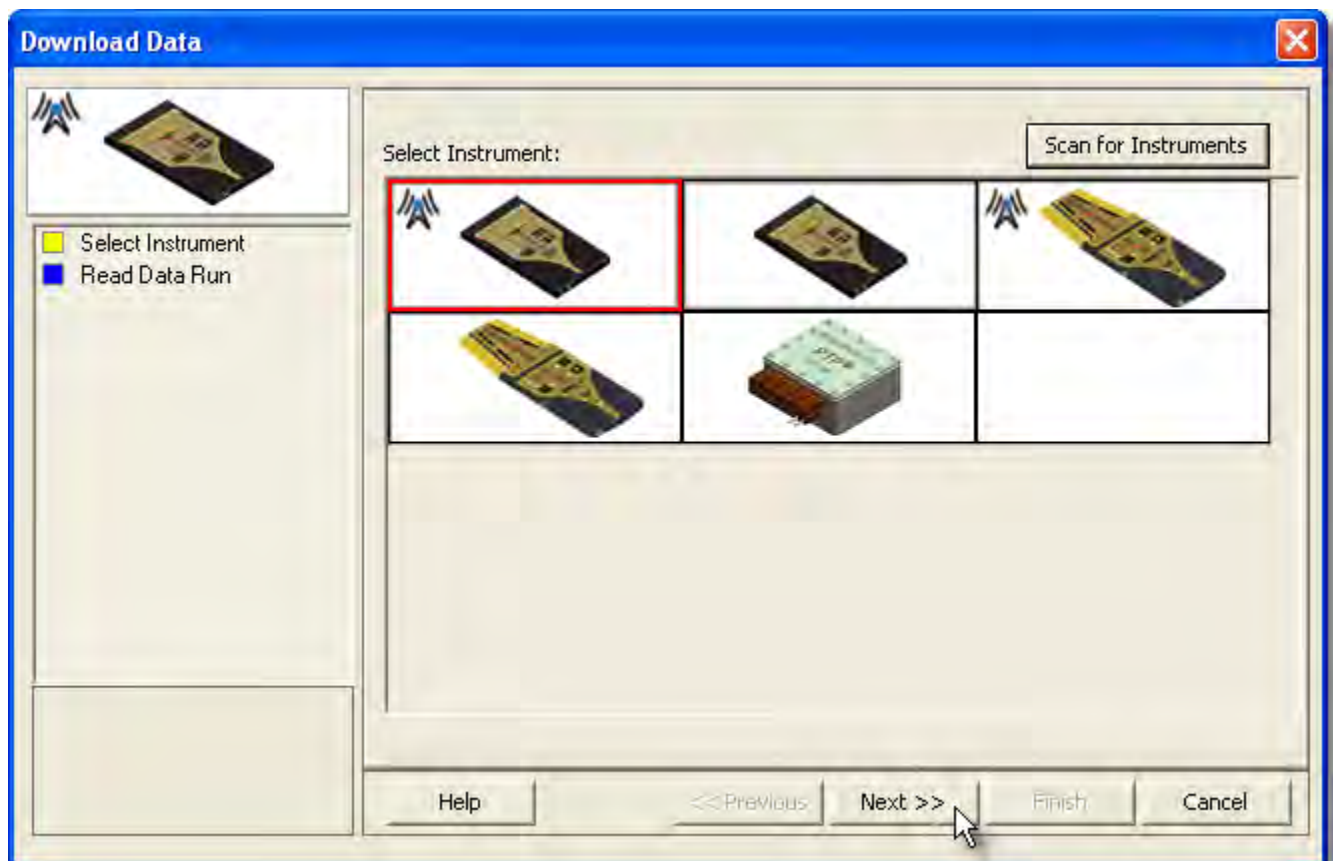 Download Data
Scan for Instruments
Select Instrument:
Select Instrument
Read Data Run
Help
<< Previous
Next >>
Finish
Cancel